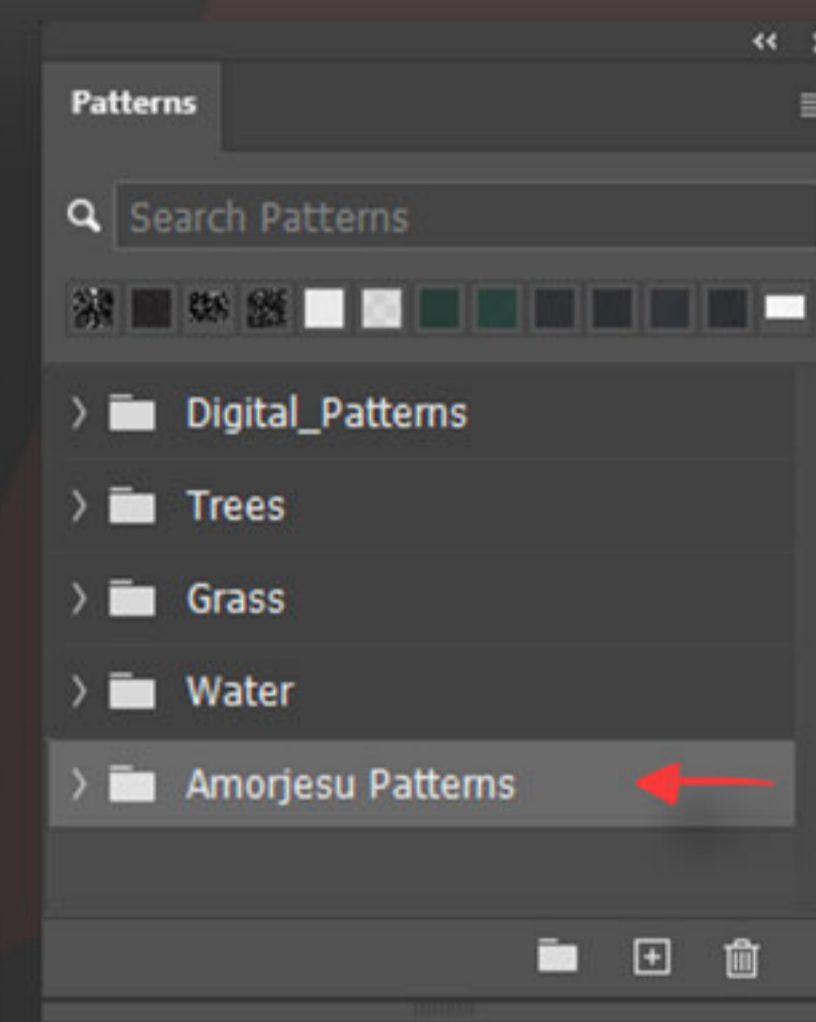 Patterns
Search Patterns
Digital_Patterns
Trees
Grass
Water
Amorjesu Patterns